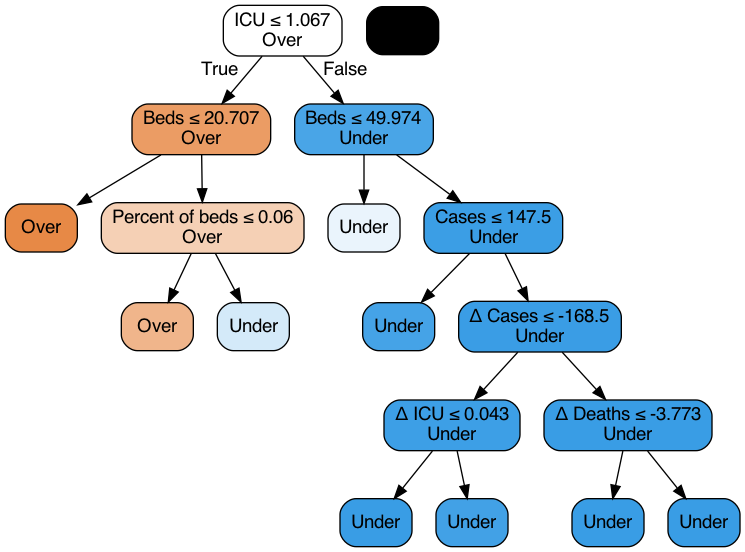 ICU ≤ 1.067
Over
True
False
Beds ≤ 20.707
Over
Beds ≤ 49.974
Under
Over
Percent of beds ≤ 0.06
Over
Under
Cases ≤ 147.5
Under
Over
Under
Under
Δ Cases ≤ -168.5
Under
Δ ICU ≤ 0.043
Under
Δ Deaths ≤ -3.773
Under
Under
Under
Under
Under